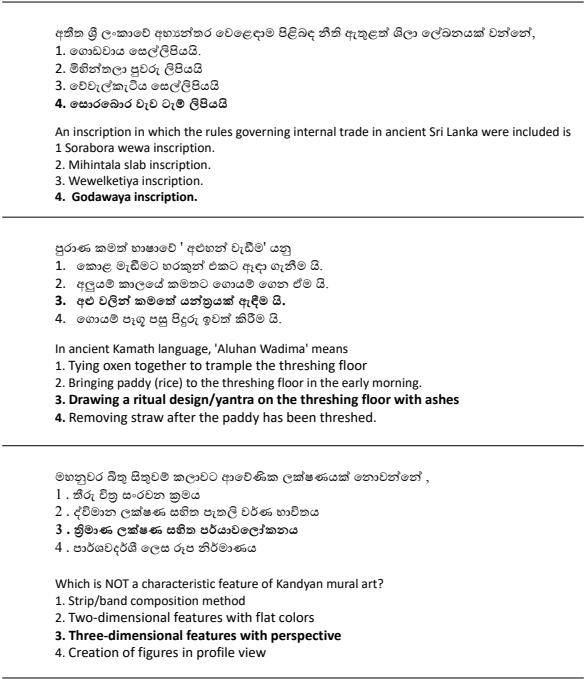 අතීත ශ්‍රී ලංකාවේ අභ්‍යන්තර වෙළෙඳාම පිළිබඳ නීති ඇතුළත් ශිලා ලේඛනයක් වන්නේ,
1. ගොඩවාය සෙල්ලිපියයි.
2. මිහින්තලා පුවරු ලිපියයි
3. වේවැල්කැටිය සෙල්ලිපියයි
4. සොරබොර වැව ටැම් ලිපියයි
An inscription in which the rules governing internal trade in ancient Sri Lanka were included is
1 Sorabora wewa inscription.
2. Mihintala slab inscription.
3. Wewelketiya inscription.
4. Godawaya inscription.
පුරාණ කමත් භාෂාවේ ' අළුහන් වැඩීම' යනු
1. කොළ මැඩීමට හරකුන් එකට ඈඳා ගැනීම යි.
2. අලුයම් කාලයේ කමතට ගොයම් ගෙන ඒම යි.
3. අළු වලින් කමතේ යන්ත්‍රයක් ඇඳීම යි.
4. ගොයම් පෑගූ පසු පිදුරු ඉවත් කිරීම යි.
In ancient Kamath language, 'Aluhan Wadima' means
1. Tying oxen together to trample the threshing floor
2. Bringing paddy (rice) to the threshing floor in the early morning.
3. Drawing a ritual design/yantra on the threshing floor with ashes
4. Removing straw after the paddy has been threshed.
මහනුවර බිතු සිතුවම් කලාවට ආවේණික ලක්ෂණයක් නොවන්නේ ,
1 . තීරු චිත්‍ර සංරචන ක්‍රමය
2 . ද්විමාන ලක්ෂණ සහිත පැතලි වර්ණ භාවිතය
3 . ත්‍රිමාණ ලක්ෂණ සහිත පර්යාවලෝකනය
4 . පාර්ශවදර්ශී ලෙස රූප නිර්මාණය
Which is NOT a characteristic feature of Kandyan mural art?
1. Strip/band composition method
2. Two-dimensional features with flat colors
3. Three-dimensional features with perspective
4. Creation of figures in profile view